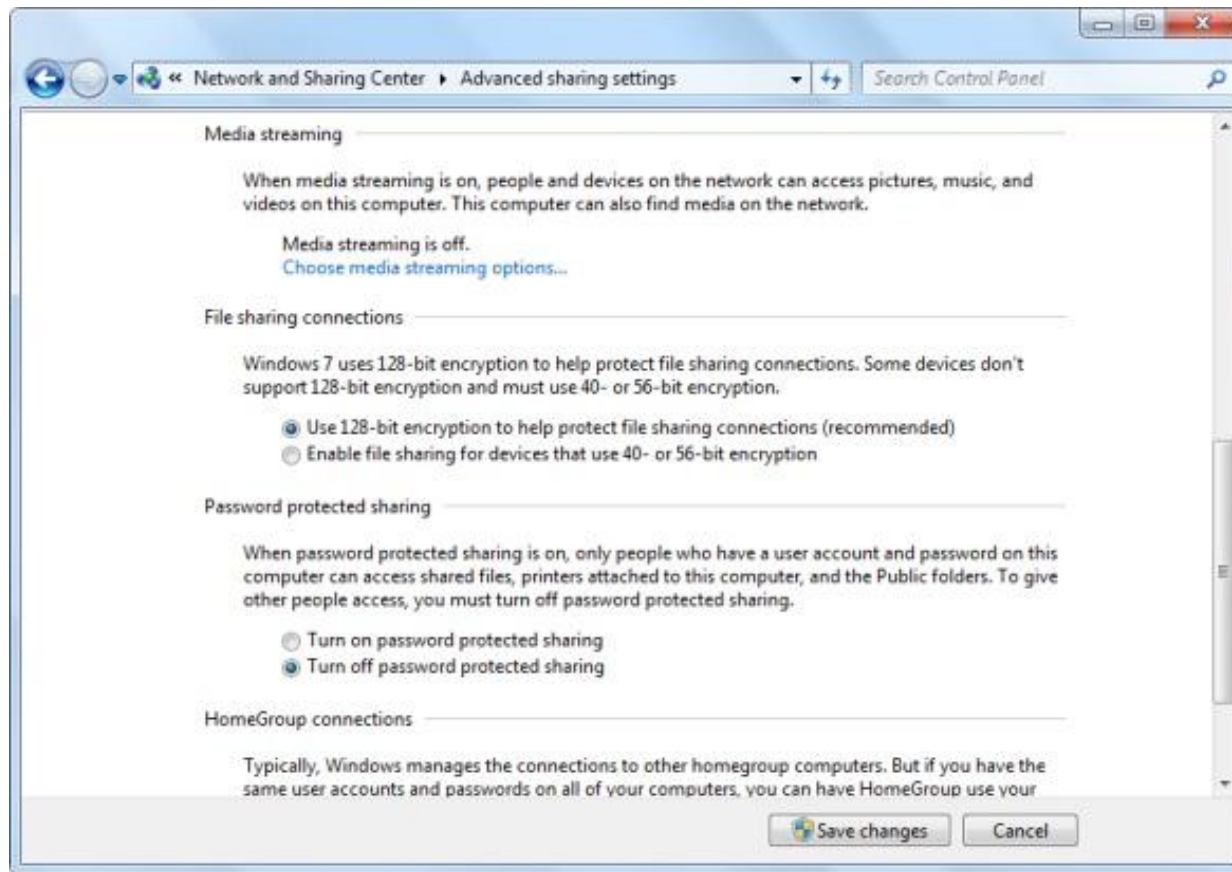 « Network and Sharing Center ▸ Advanced sharing settings
Search Control Panel
Media streaming
When media streaming is on, people and devices on the network can access pictures, music, and
videos on this computer. This computer can also find media on the network.
Media streaming is off.
Choose media streaming options...
File sharing connections
Windows 7 uses 128-bit encryption to help protect file sharing connections. Some devices don't
support 128-bit encryption and must use 40- or 56-bit encryption.
Use 128-bit encryption to help protect file sharing connections (recommended)
Enable file sharing for devices that use 40- or 56-bit encryption
Password protected sharing
When password protected sharing is on, only people who have a user account and password on this
computer can access shared files, printers attached to this computer, and the Public folders. To give
other people access, you must turn off password protected sharing.
Turn on password protected sharing
Turn off password protected sharing
HomeGroup connections
Typically, Windows manages the connections to other homegroup computers. But if you have the
same user accounts and passwords on all of your computers, you can have HomeGroup use your
Save changes
Cancel